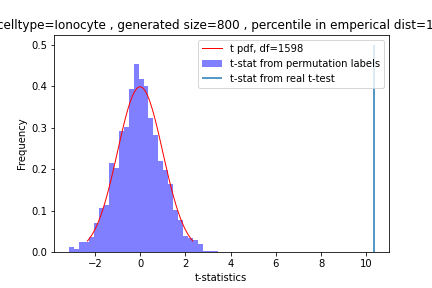 celltype=Ionocyte , generated size=800 , percentile in emperical dist=1
0.5
0.4
0.3
0.2
0.1
0.0
Frequency
t pdf, df=1598
t-stat from permutation labels
t-stat from real t-test
−2
0
2
4
6
8
10
t-statistics